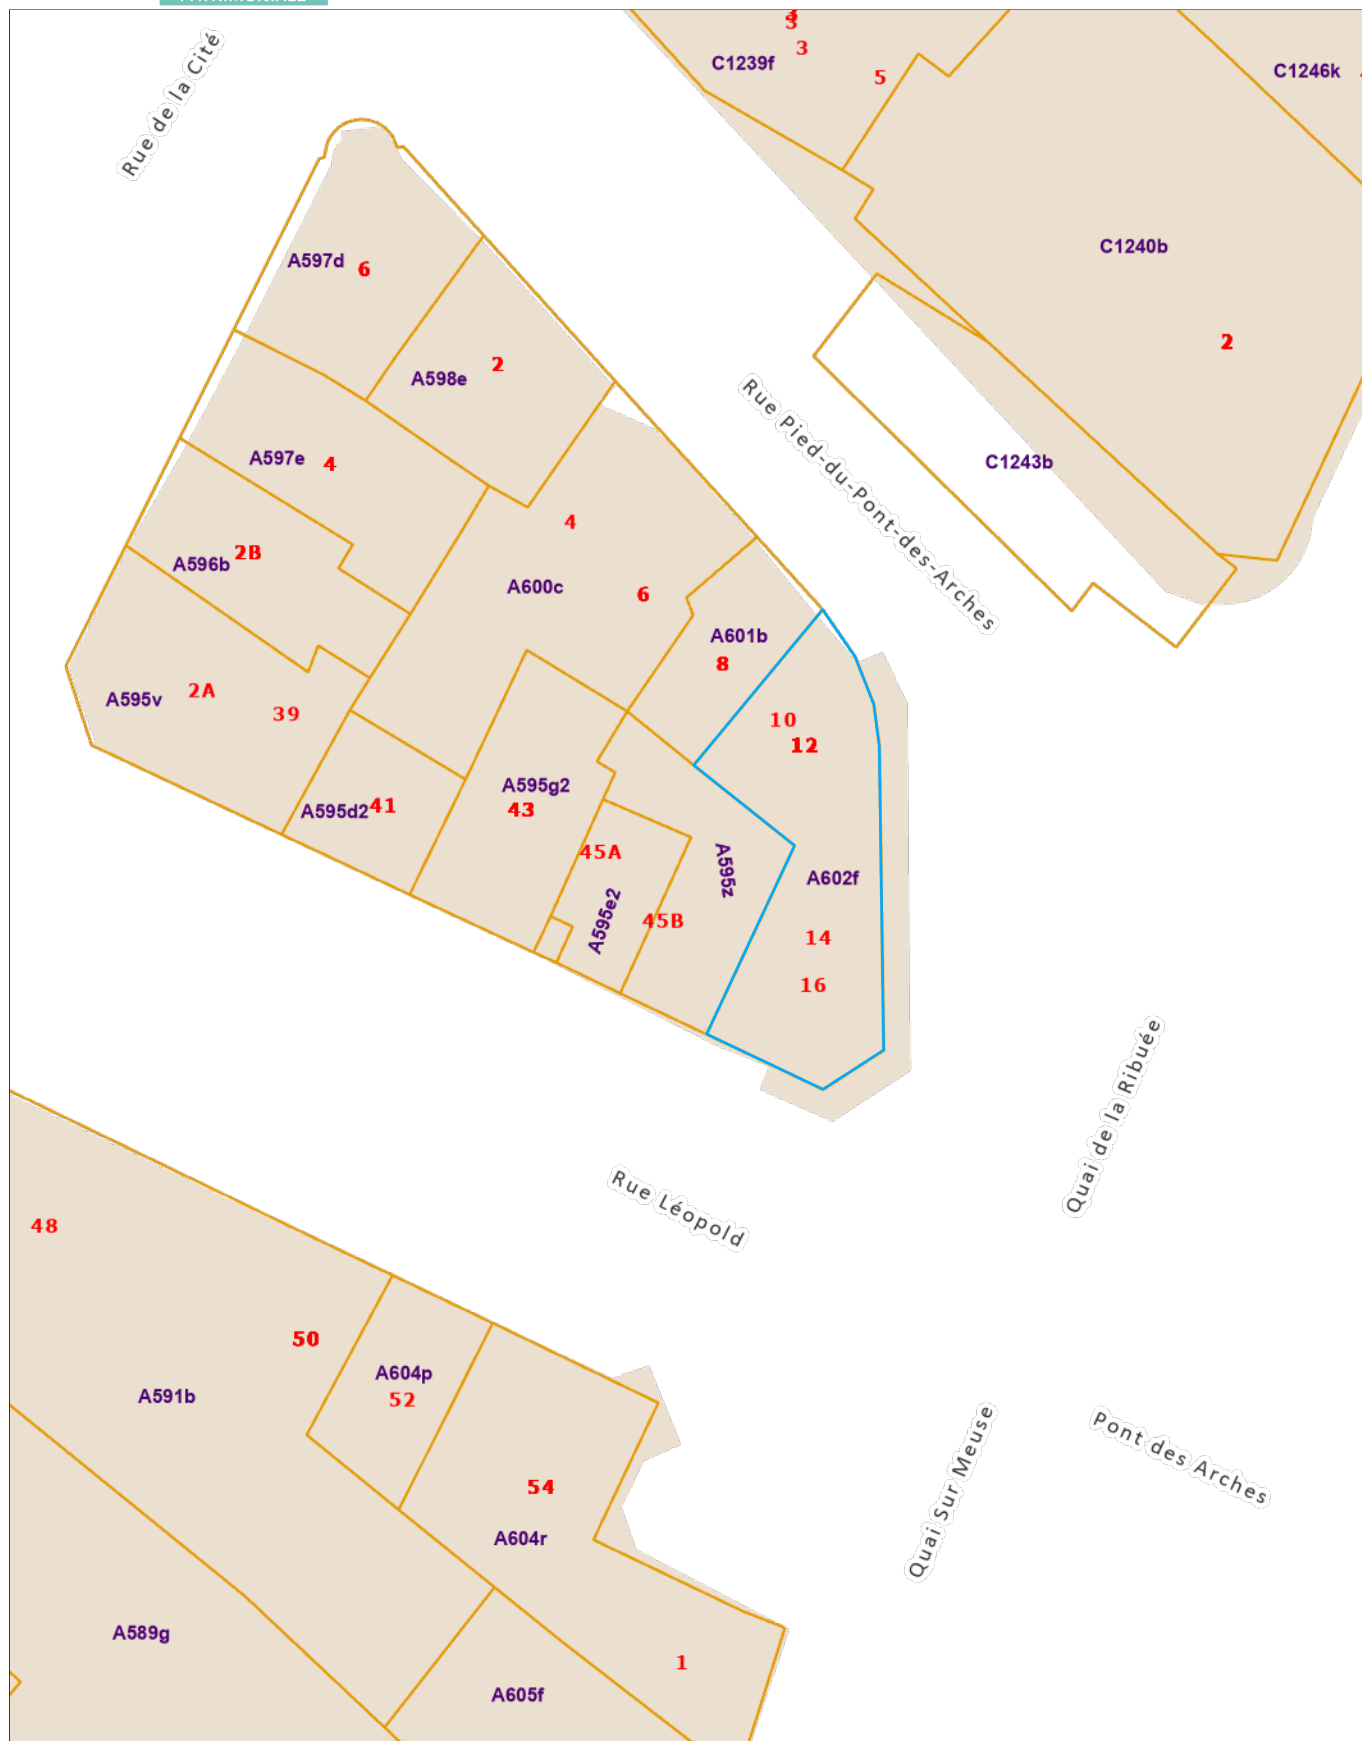 Rue de la Cité
3
3
C1239f
5
C1246k
C1240b
2
A597d
6
A598e
2
Rue Pied-du-Pont-des-Arches
C1243b
A597e
4
4
2B
A596b
A600c
6
A601b
8
2A
A595v
39
10
12
A595g2
43
A595d2
41
45A
A595e2
45B
A595z
A602f
14
16
Quai de la Ribuée
Rue Léopold
48
50
A604p
52
A591b
54
A604r
Quai Sur Meuse
Pont des Arches
A589g
1
A605f